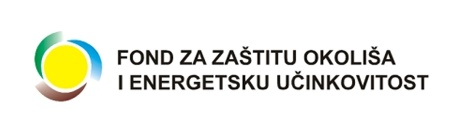 FOND ZA ZAŠTITU OKOLIŠA
I ENERGETSKU UČINKOVITOST